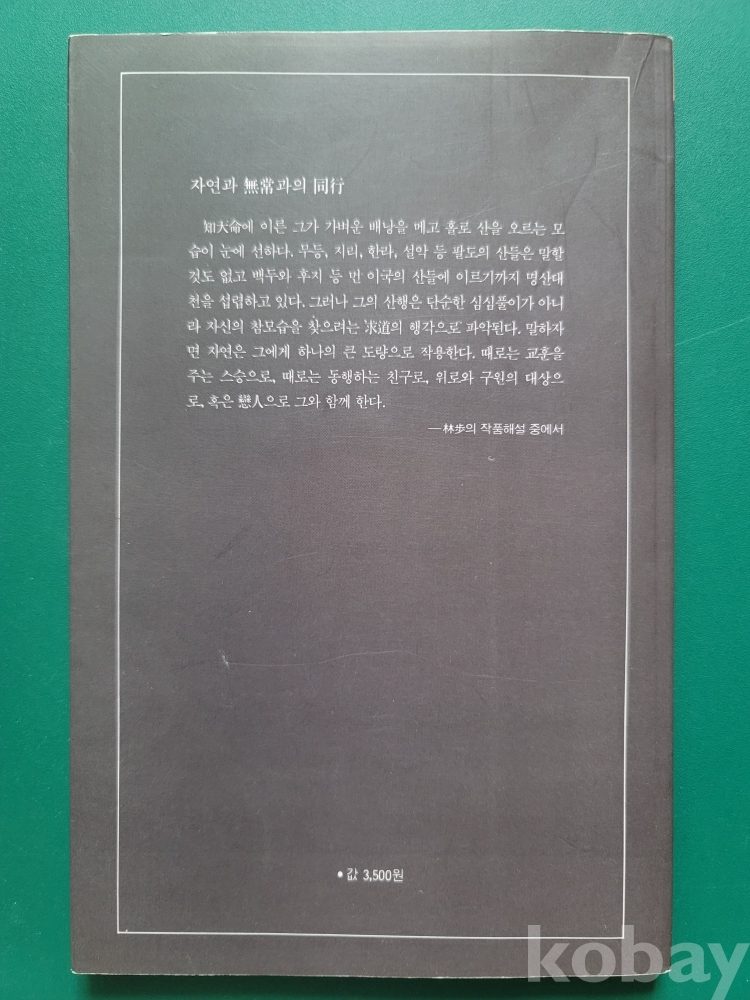 자연과 無常과의 同行
知天命에 이른 그가 가벼운 배낭을 메고 홀로 산을 오르는 모
습이 눈에 선하다. 무등, 지리, 한라, 설악 등 팔도의 산들은 말할
것도 없고 백두와 후지 등 먼 이국의 산들에 이르기까지 명산대
천을 섭렵하고 있다. 그러나 그의 산행은 단순한 심심풀이가 아니
라 자신의 참모습을 찾으려는 求道의 행각으로 파악된다. 말하자
면 자연은 그에게 하나의 큰 도량으로 작용한다. 때로는 교훈을
주는 스승으로, 때로는 동행하는 친구로, 위로와 구원의 대상으
로, 혹은 戀人으로 그와 함께 한다.
—林步의 작품해설 중에서
• 값 3,500원
kobay